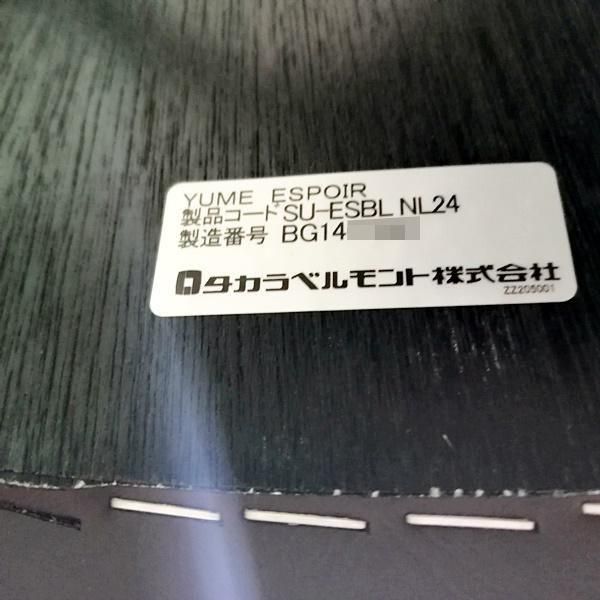 YUME ESPOIR
製品コード SU-ESBL NL24
製造番号 BG14
タカラベルモント株式会社
ZZ205001